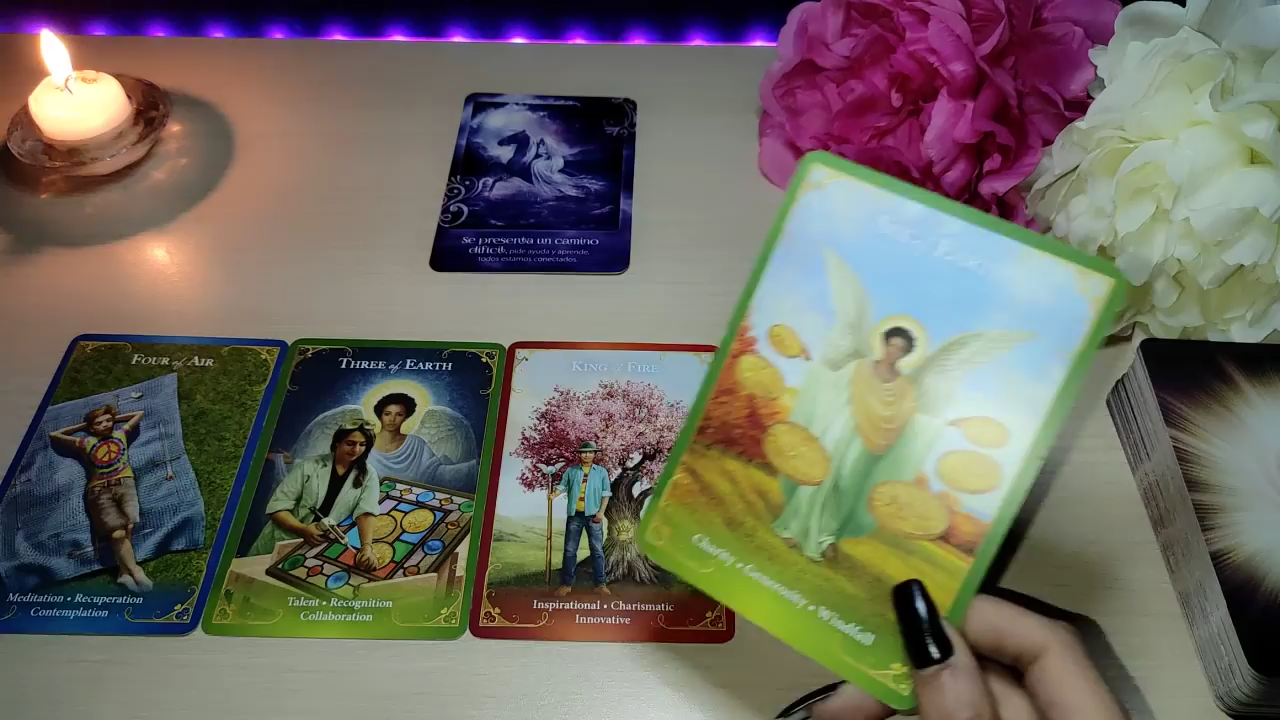 Se presenta un camino
difícil, pide ayuda y aprende,
todos estamos conectados.
Four of Air
Meditation • Recuperation
Contemplation
Three of Earth
Talent • Recognition
Collaboration
King of Fire
Inspirational • Charismatic
Innovative
Charity • Generosity • Windfall